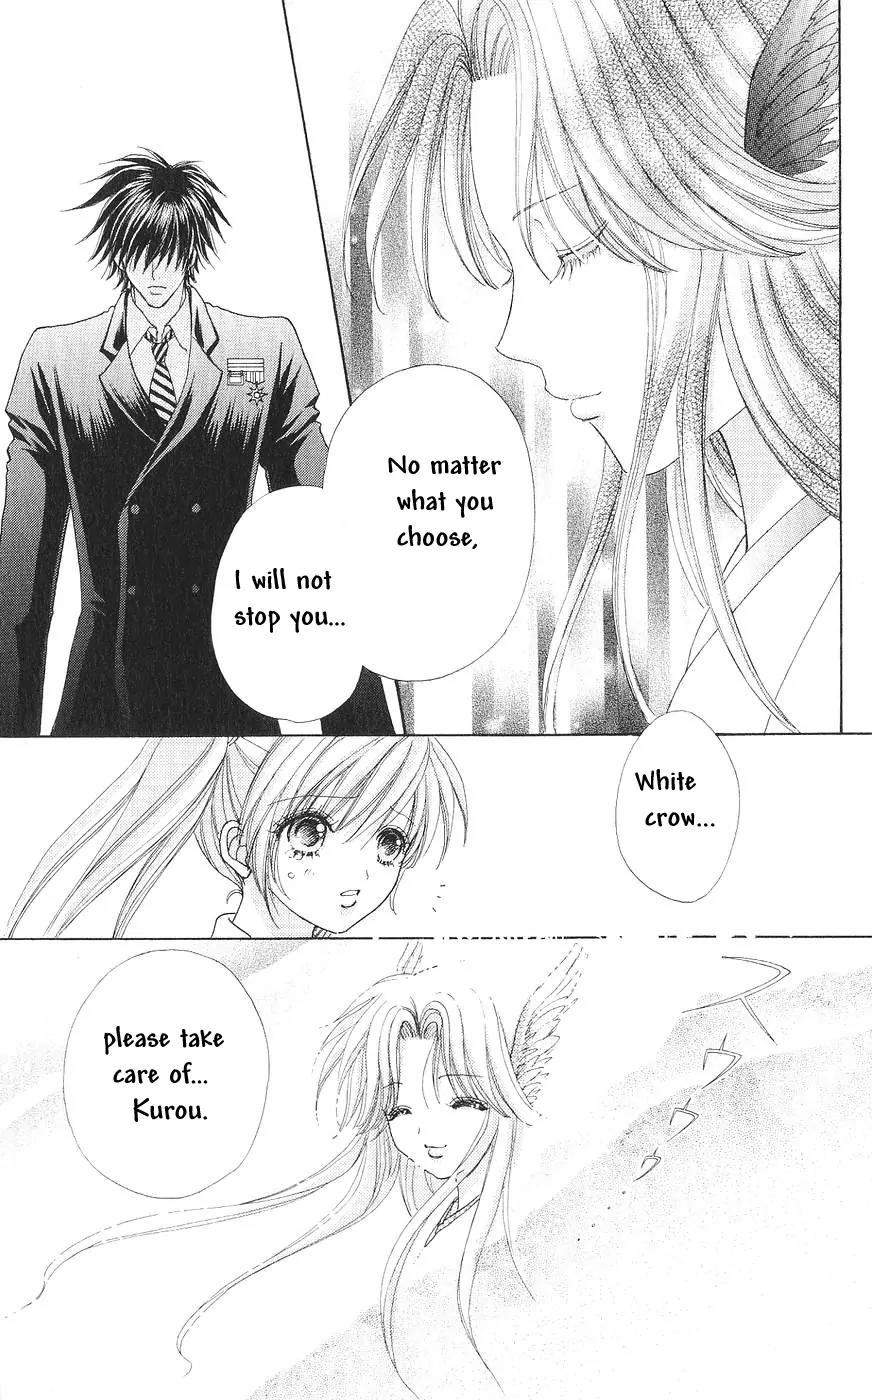 No matter
what you
choose,
I will not
stop you...
White
crow...
please take
care of...
Kurou.